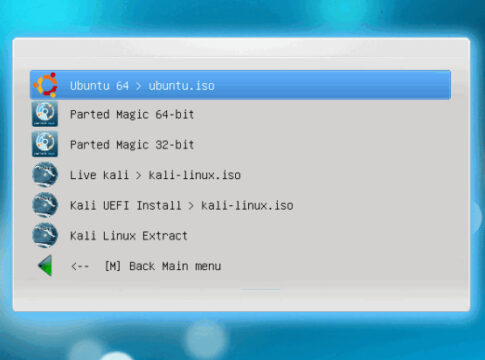 Ubuntu 64 > ubuntu.iso
Parted Magic 64-bit
Parted Magic 32-bit
Live kali > kali-linux.iso
Kali UEFI Install > kali-linux.iso
Kali Linux Extract
<-- [M] Back Main menu